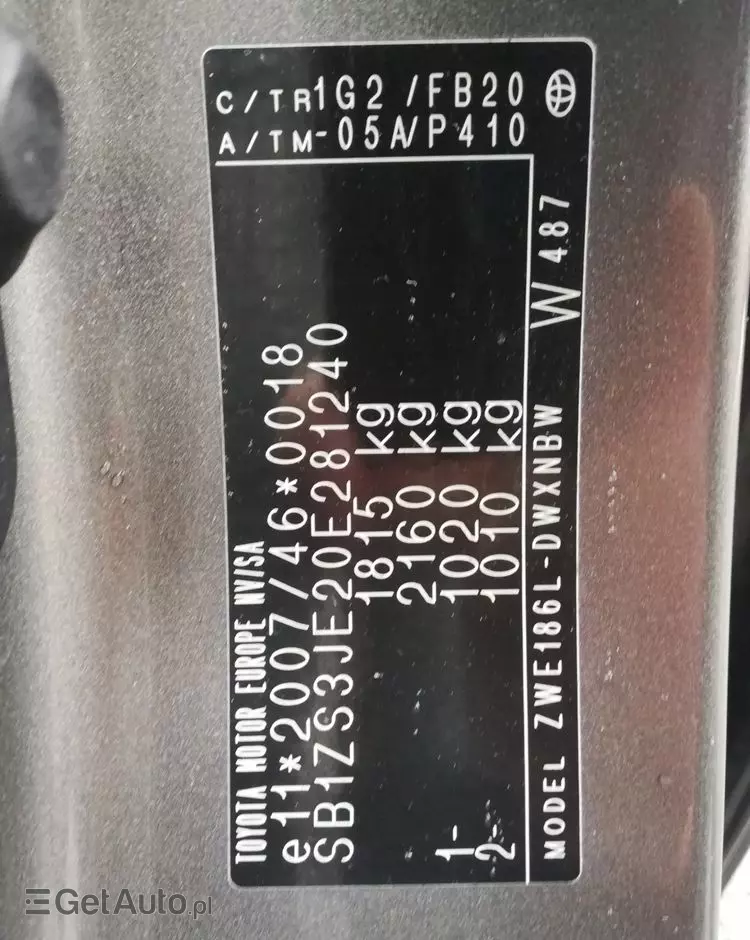 C/TR1G2 /FB20
A/TM-05A/P410
TOYOTA MOTOR EUROPE NV/SA
e11*2007/46*0018
SB1ZS3JE20E281240
1815 kg
2160 kg
1- 1020 kg
2- 1010 kg
MODEL ZWE186L-DWXNBW W 487
GetAuto.pl